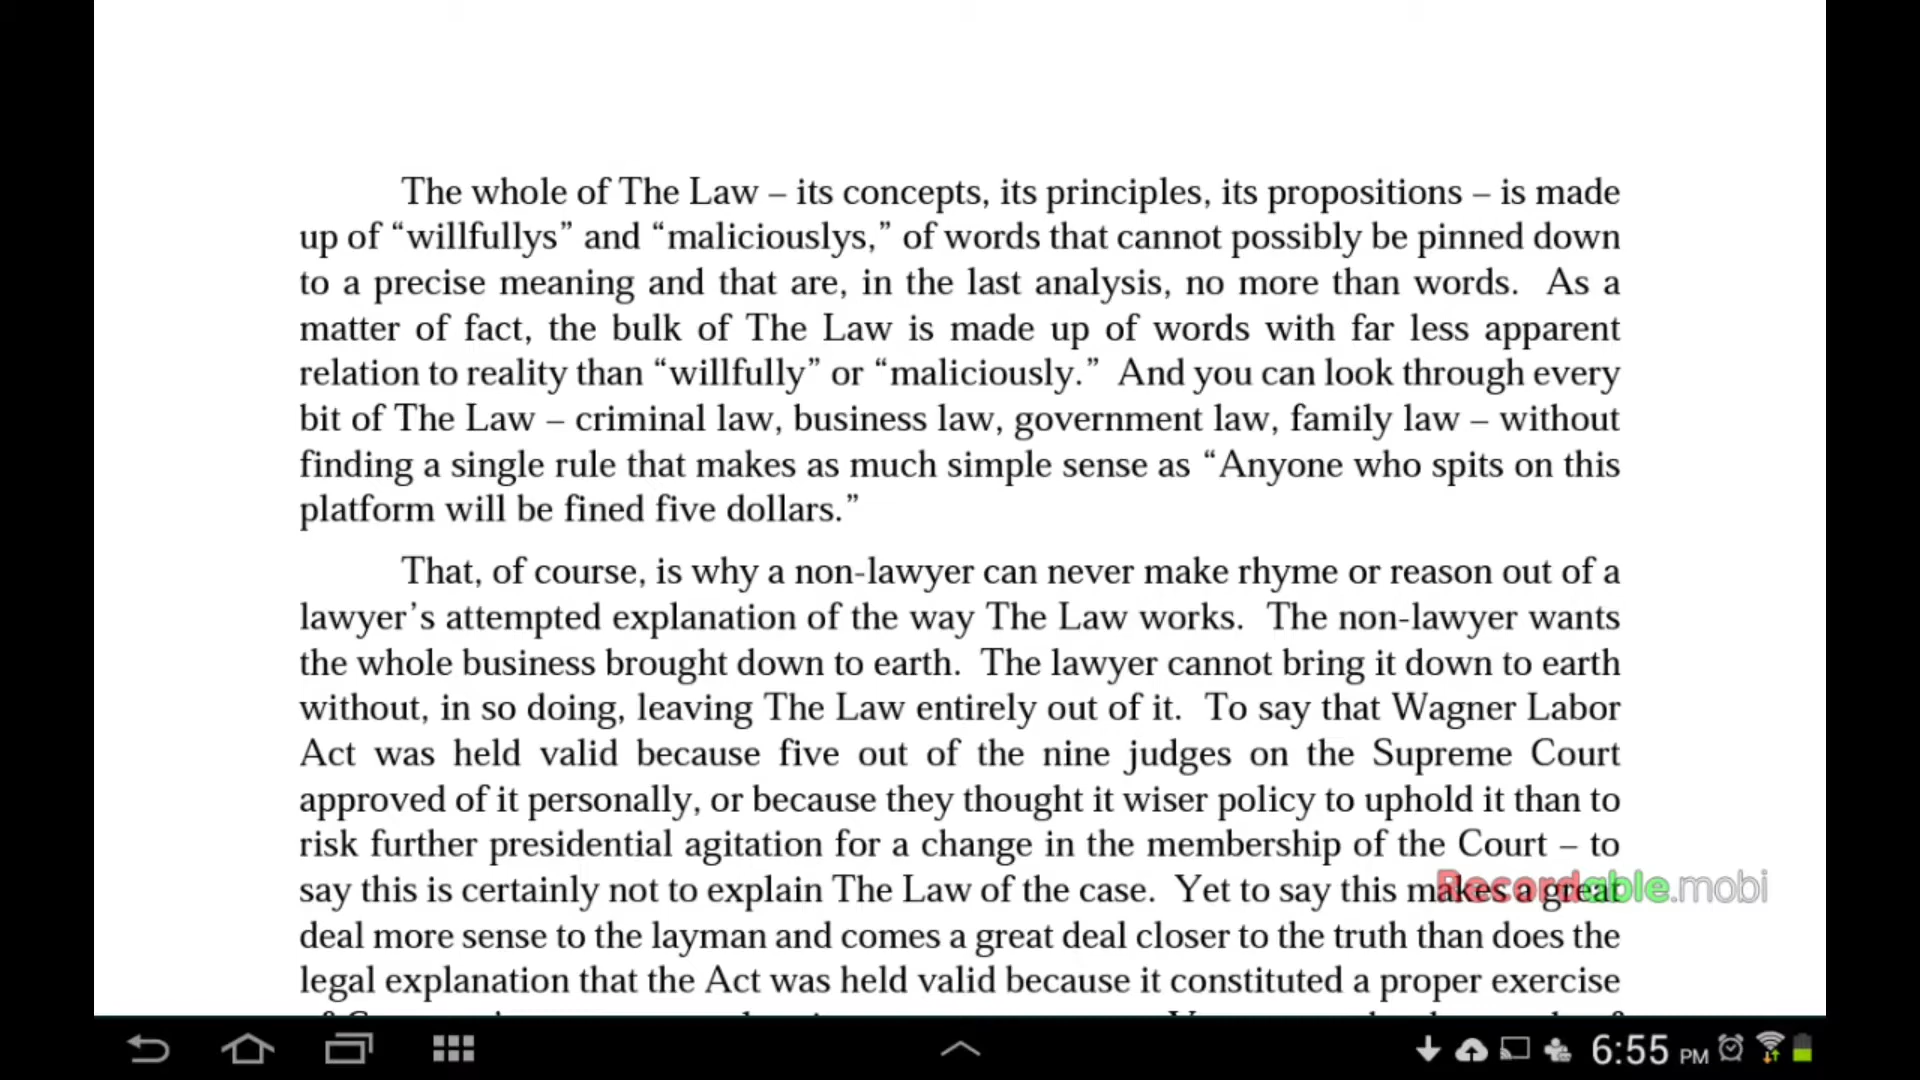 The whole of The Law – its concepts, its principles, its propositions – is made
up of “willfullys” and “maliciouslys,” of words that cannot possibly be pinned down
to a precise meaning and that are, in the last analysis, no more than words.  As a
matter of fact, the bulk of The Law is made up of words with far less apparent
relation to reality than “willfully” or “maliciously.”  And you can look through every
bit of The Law – criminal law, business law, government law, family law – without
finding a single rule that makes as much simple sense as “Anyone who spits on this
platform will be fined five dollars.”
That, of course, is why a non-lawyer can never make rhyme or reason out of a
lawyer’s attempted explanation of the way The Law works.  The non-lawyer wants
the whole business brought down to earth.  The lawyer cannot bring it down to earth
without, in so doing, leaving The Law entirely out of it.  To say that Wagner Labor
Act was held valid because five out of the nine judges on the Supreme Court
approved of it personally, or because they thought it wiser policy to uphold it than to
risk further presidential agitation for a change in the membership of the Court – to
say this is certainly not to explain The Law of the case.  Yet to say this makes a great
Recordable.mobi
deal more sense to the layman and comes a great deal closer to the truth than does the
legal explanation that the Act was held valid because it constituted a proper exercise
6:55 PM